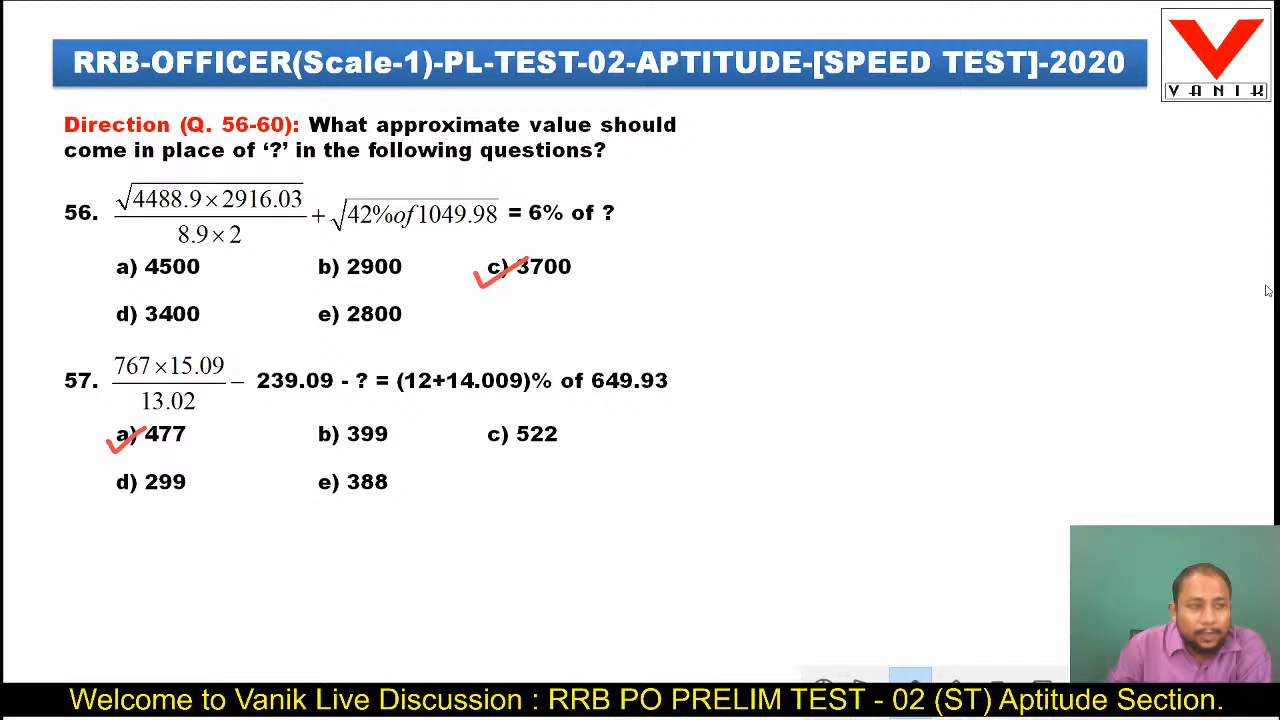 RRB-OFFICER(Scale-1)-PL-TEST-02-APTITUDE-[SPEED TEST]-2020
VANIK
Direction (Q. 56-60): What approximate value should
come in place of ‘?’ in the following questions?
56. √(4488.9×2916.03) / (8.9×2) + √(42%of1049.98) = 6% of ?
a) 4500 b) 2900 c) 3700
d) 3400 e) 2800
57. (767×15.09) / 13.02 − 239.09 - ? = (12+14.009)% of 649.93
a) 477 b) 399 c) 522
d) 299 e) 388
Welcome to Vanik Live Discussion : RRB PO PRELIM TEST - 02 (ST) Aptitude Section.